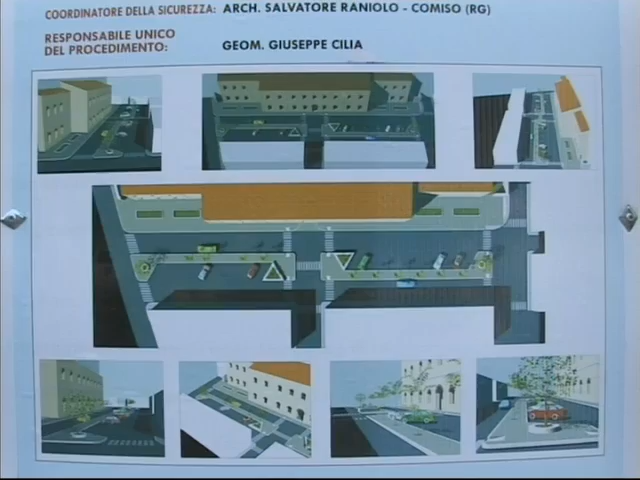 COORDINATORE DELLA SICUREZZA: ARCH. SALVATORE RANIOLO - COMISO (RG)
RESPONSABILE UNICO
DEL PROCEDIMENTO: GEOM. GIUSEPPE CILIA